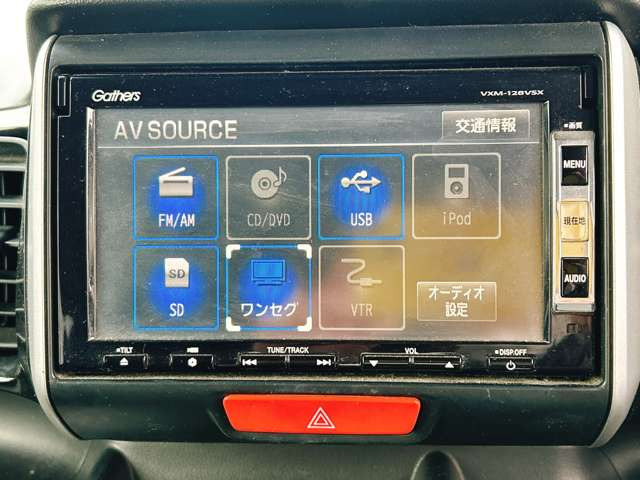 Gathers
VXM-128VSX
AV SOURCE
交通情報
FM/AM
CD/DVD
USB
iPod
SD
SD
ワンセグ
VTR
オーディオ
設定
画質
MENU
現在地
AUDIO
TILT
TUNE/TRACK
VOL
DISP.OFF